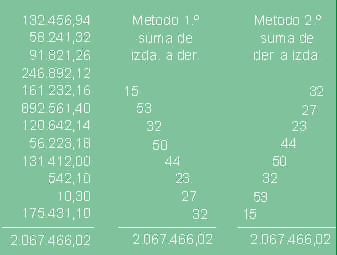 132.456,94 Metodo 1.º Metodo 2.º
58.241,32 suma de suma de
91.821,26 izda. a der. der a izda
246.892,12
161.232,16 15 32
892.561,40 53 27
120.642,14 32 23
56.223,18 50 44
131.412,00 44 50
542,10 23 32
10,30 27 53
175.431,10 32 15
2.067.466,02 2.067.466,02 2.067.466,02